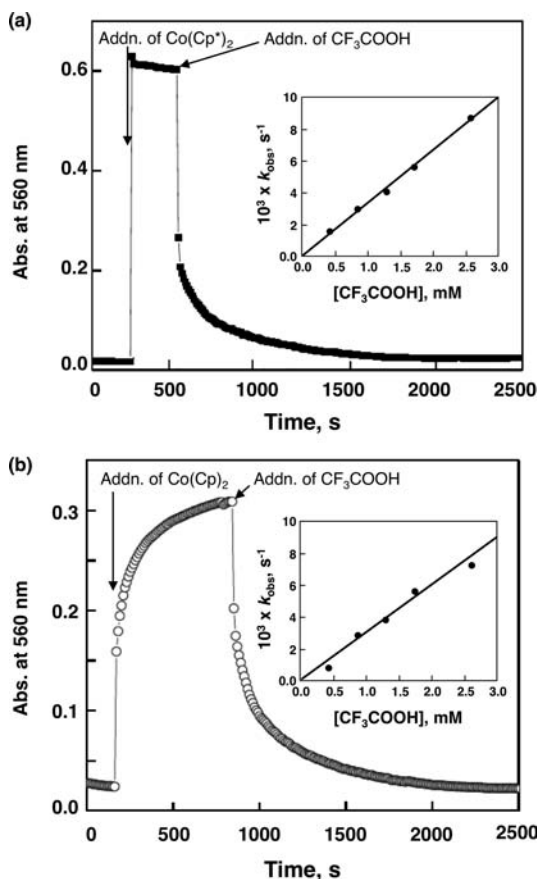 (a)
Addn. of Co(Cp*)₂
Addn. of CF₃COOH
Abs. at 560 nm
0.6
0.4
0.2
0.0
0 500 1000 1500 2000 2500
Time, s
10³ x k_obs, s⁻¹
10
8
6
4
2
0.0
0.0 0.5 1.0 1.5 2.0 2.5 3.0
[CF₃COOH], mM
(b)
Addn. of Co(Cp)₂
Addn. of CF₃COOH
Abs. at 560 nm
0.3
0.2
0.1
0.0
0 500 1000 1500 2000 2500
Time, s
10³ x k_obs, s⁻¹
10
8
6
4
2
0.0
0.0 0.5 1.0 1.5 2.0 2.5 3.0
[CF₃COOH], mM